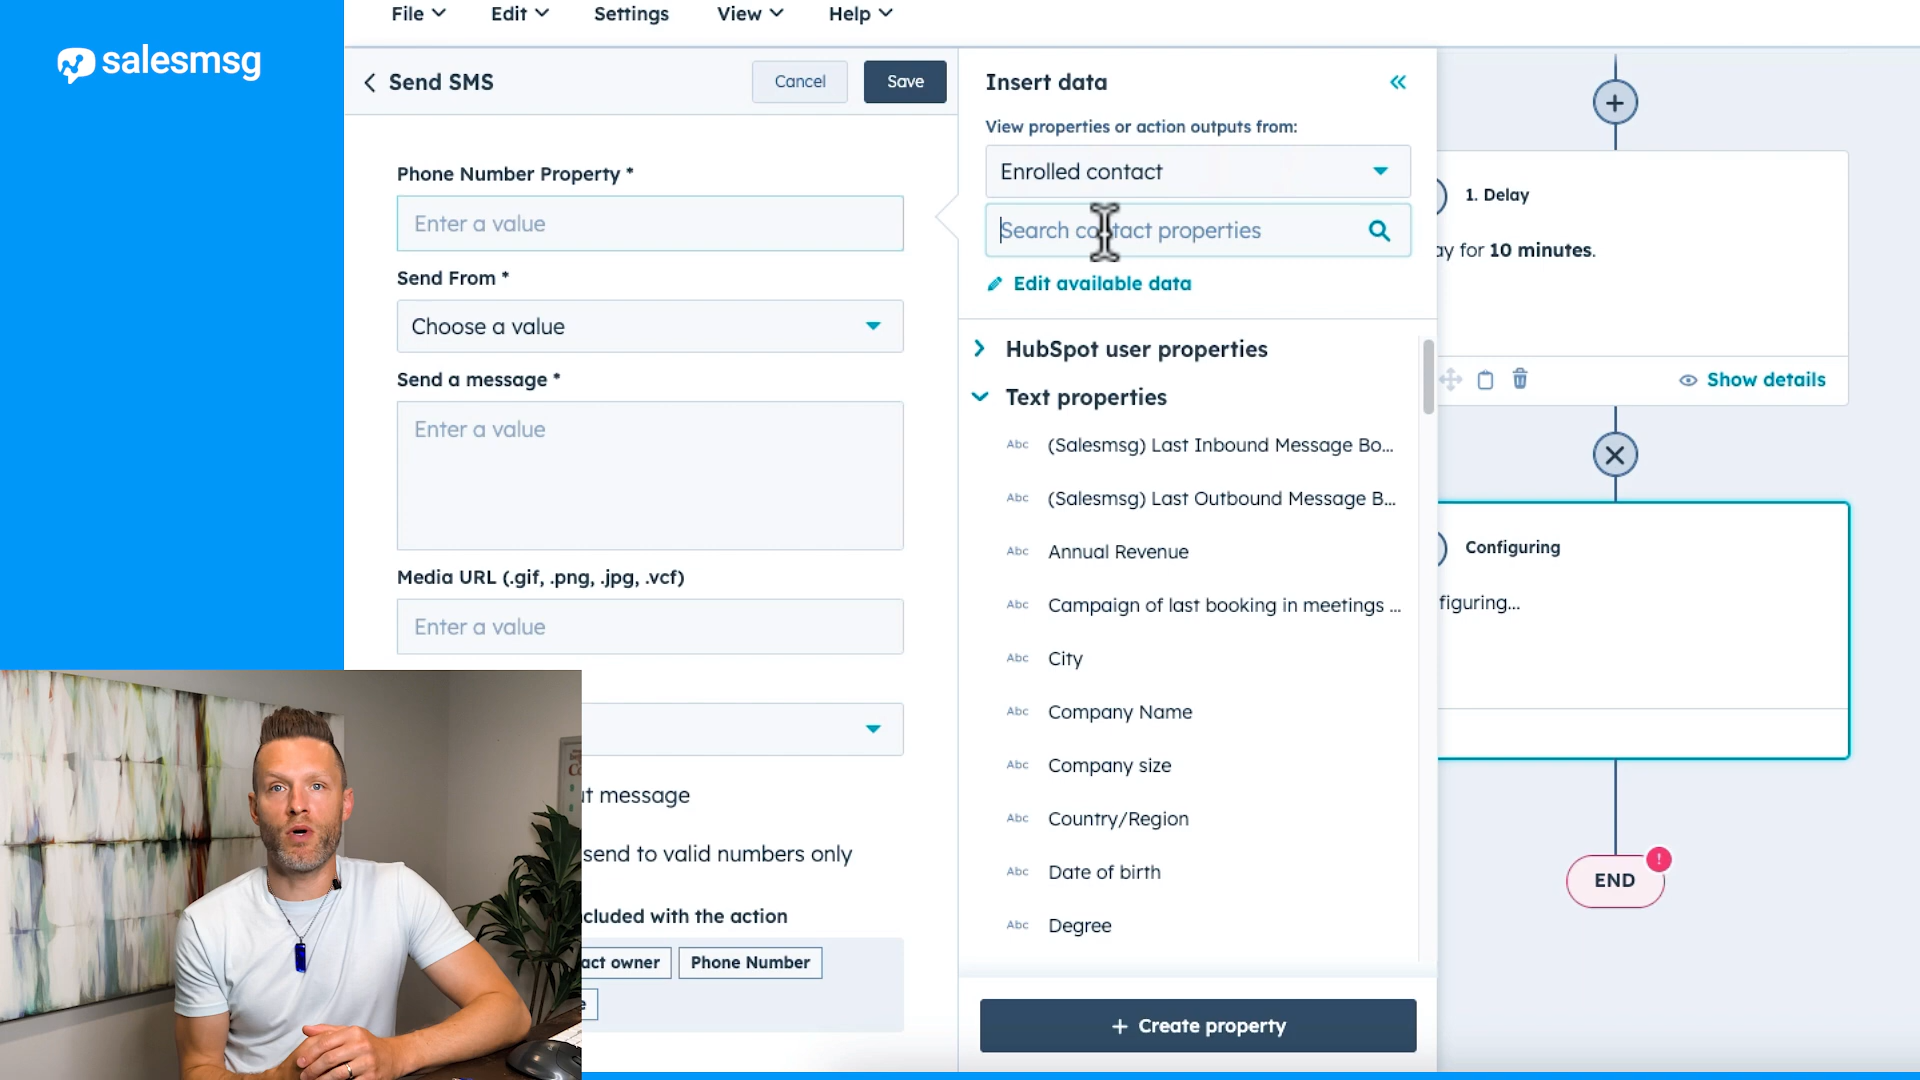 salesmsg
File
Edit
Settings
View
Help
Send SMS
Cancel
Save
Phone Number Property *
Enter a value
Send From *
Choose a value
Send a message *
Enter a value
Media URL (.gif, .png, .jpg, .vcf)
Enter a value
message
send to valid numbers only
cluded with the action
act owner
Phone Number
Insert data
View properties or action outputs from:
Enrolled contact
Search contact properties
Edit available data
HubSpot user properties
Text properties
Abc (Salesmsg) Last Inbound Message Bo...
Abc (Salesmsg) Last Outbound Message B...
Abc Annual Revenue
Abc Campaign of last booking in meetings ...
Abc City
Abc Company Name
Abc Company size
Abc Country/Region
Abc Date of birth
Abc Degree
+ Create property
1. Delay
ay for 10 minutes.
Show details
Configuring
figuring...
END
!